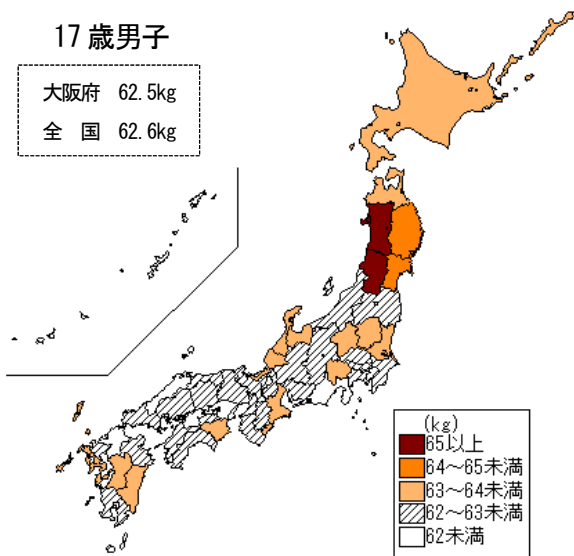 17歳男子
大阪府 62.5kg
全 国 62.6kg
(kg)
65以上
64～65未満
63～64未満
62～63未満
62未満